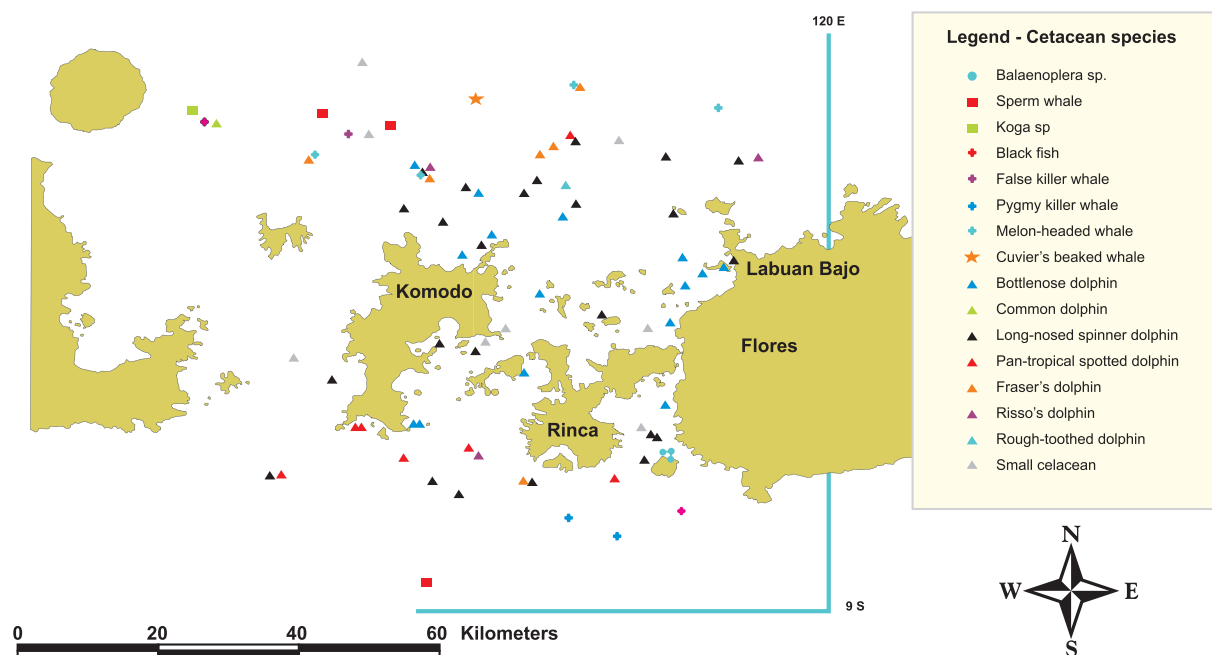 120 E
Legend - Cetacean species
Balaenoplera sp.
Sperm whale
Koga sp
Black fish
False killer whale
Pygmy killer whale
Melon-headed whale
Cuvier's beaked whale
Bottlenose dolphin
Common dolphin
Long-nosed spinner dolphin
Pan-tropical spotted dolphin
Fraser's dolphin
Risso's dolphin
Rough-toothed dolphin
Small celacean
Labuan Bajo
Komodo
Flores
Rinca
N
W E
S
9 S
0 20 40 60 Kilometers